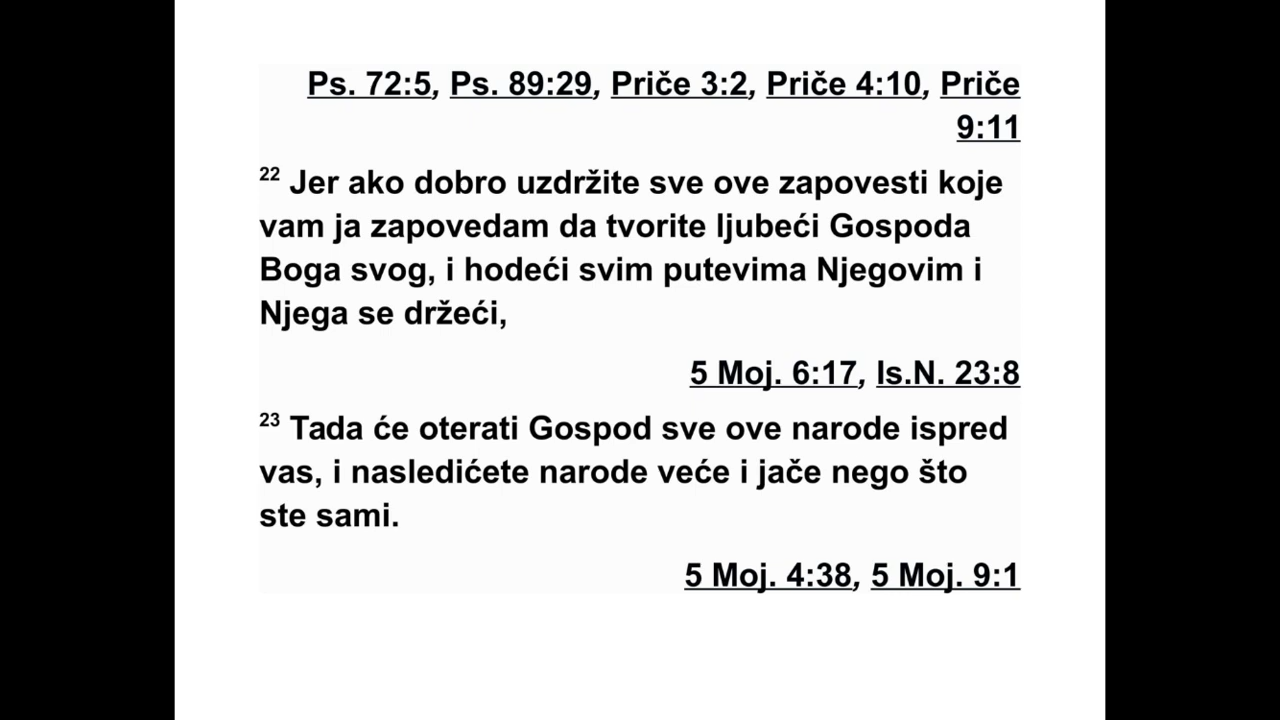 Ps. 72:5, Ps. 89:29, Priče 3:2, Priče 4:10, Priče
9:11
22 Jer ako dobro uzdržite sve ove zapovesti koje
vam ja zapovedam da tvorite ljubeći Gospoda
Boga svog, i hodeći svim putevima Njegovim i
Njega se držeći,
5 Moj. 6:17, Is.N. 23:8
23 Tada će oterati Gospod sve ove narode ispred
vas, i nasledićete narode veće i jače nego što
ste sami.
5 Moj. 4:38, 5 Moj. 9:1